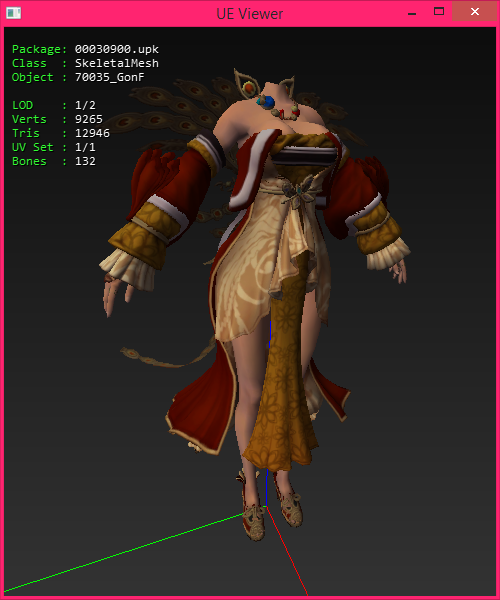 UE Viewer
Package: 00030900.upk
Class  : SkeletalMesh
Object : 70035_GonF
LOD    : 1/2
Verts  : 9265
Tris   : 12946
UV Set : 1/1
Bones  : 132